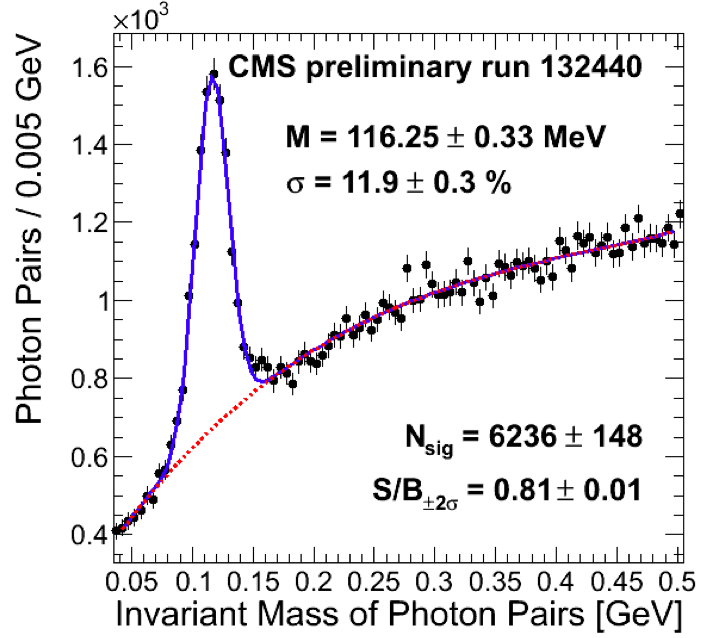 ×10³
CMS preliminary run 132440
M = 116.25 ± 0.33 MeV
σ = 11.9 ± 0.3 %
N_sig = 6236 ± 148
S/B_±2σ = 0.81 ± 0.01
Photon Pairs / 0.005 GeV
1.6
1.4
1.2
1
0.8
0.6
0.4
0.05 0.1 0.15 0.2 0.25 0.3 0.35 0.4 0.45 0.5
Invariant Mass of Photon Pairs [GeV]